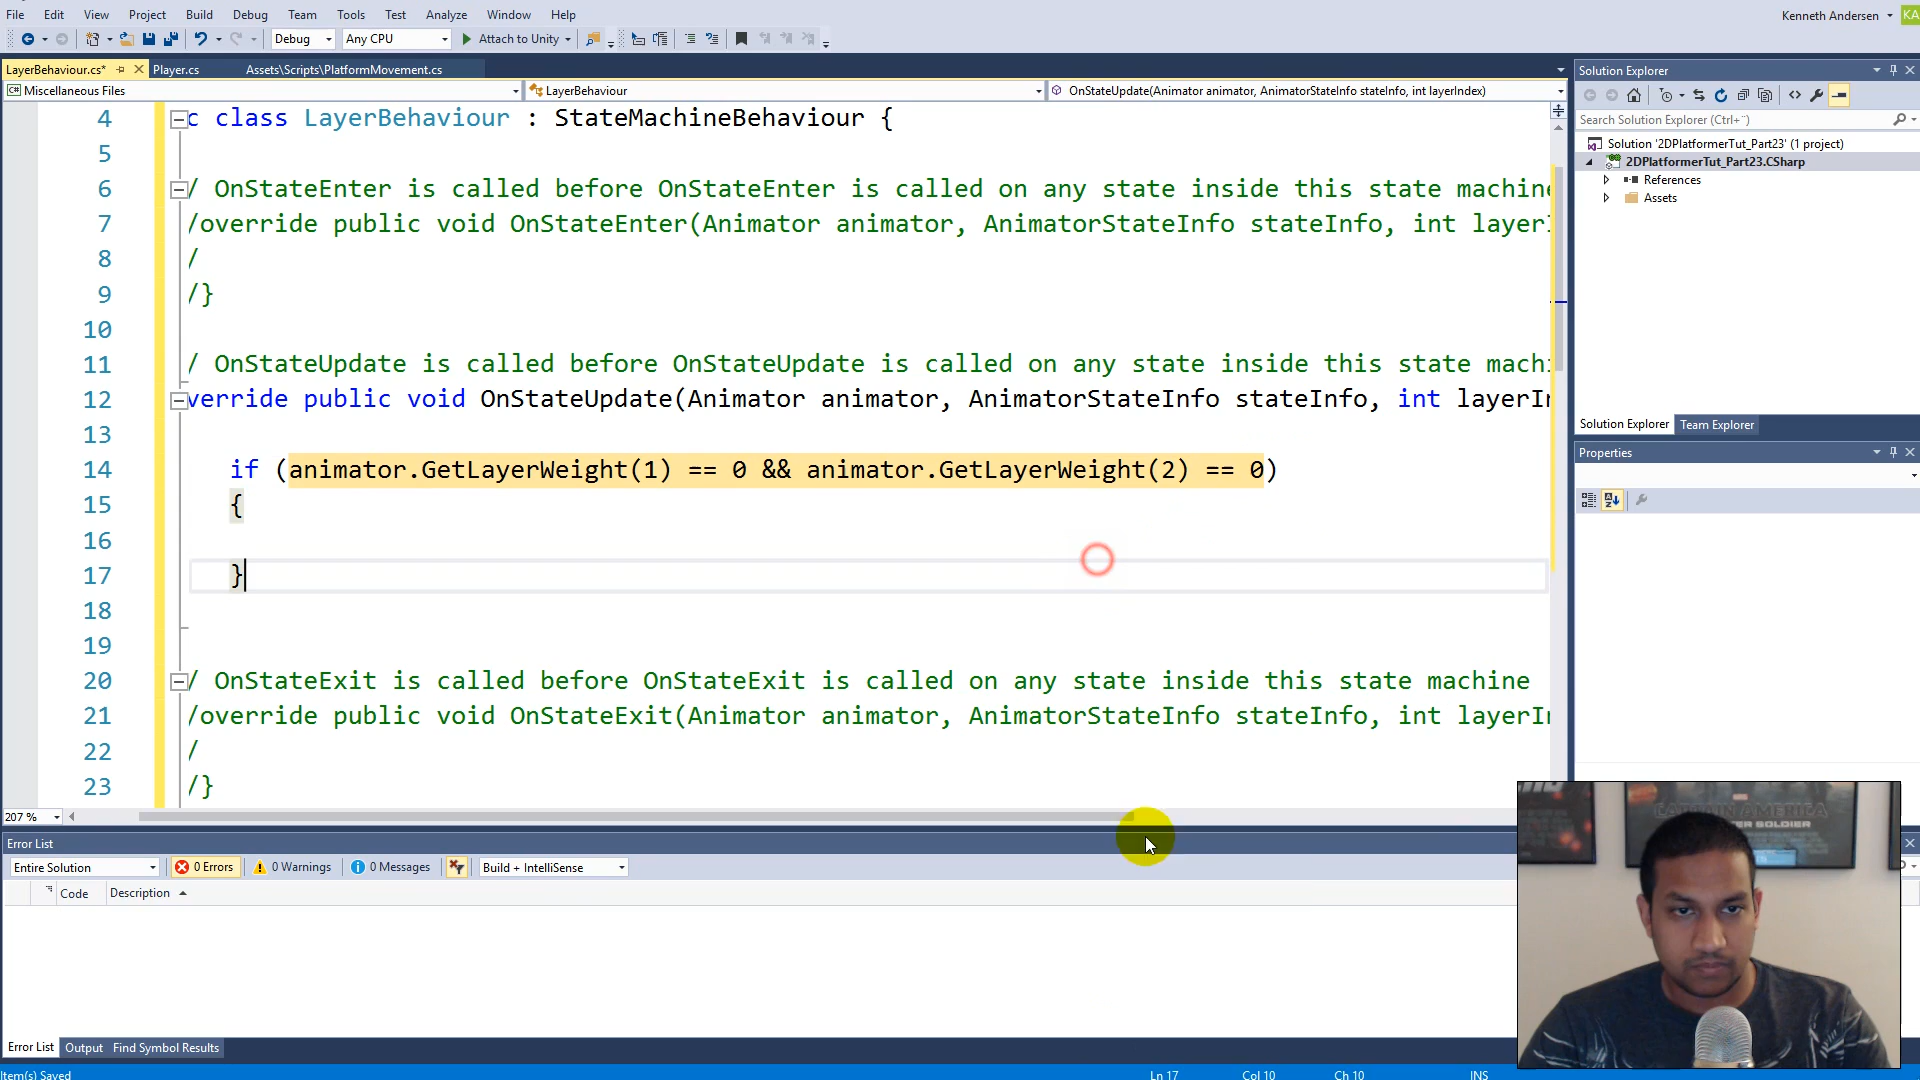 File Edit View Project Build Debug Team Tools Test Analyze Window Help
Kenneth Andersen KA
Debug Any CPU Attach to Unity
LayerBehaviour.cs* Player.cs Assets\Scripts\PlatformMovement.cs
Miscellaneous Files LayerBehaviour OnStateUpdate(Animator animator, AnimatorStateInfo stateInfo, int layerIndex)
4 c class LayerBehaviour : StateMachineBehaviour {
5
6 / OnStateEnter is called before OnStateEnter is called on any state inside this state machine
7 /override public void OnStateEnter(Animator animator, AnimatorStateInfo stateInfo, int layerI
8 /
9 /}
10
11 / OnStateUpdate is called before OnStateUpdate is called on any state inside this state machi
12 verride public void OnStateUpdate(Animator animator, AnimatorStateInfo stateInfo, int layerIn
13
14 if (animator.GetLayerWeight(1) == 0 && animator.GetLayerWeight(2) == 0)
15 {
16
17 }
18
19
20 / OnStateExit is called before OnStateExit is called on any state inside this state machine
21 /override public void OnStateExit(Animator animator, AnimatorStateInfo stateInfo, int layerIn
22 /
23 /}
207 %
Solution Explorer
Search Solution Explorer (Ctrl+¨)
Solution '2DPlatformerTut_Part23' (1 project)
2DPlatformerTut_Part23.CSharp
References
Assets
Solution Explorer Team Explorer
Properties
Error List
Entire Solution 0 Errors 0 Warnings 0 Messages Build + IntelliSense
Code Description
CAPTAIN AMERICA
Error List Output Find Symbol Results
Item(s) Saved Ln 17 Col 10 Ch 10 INS